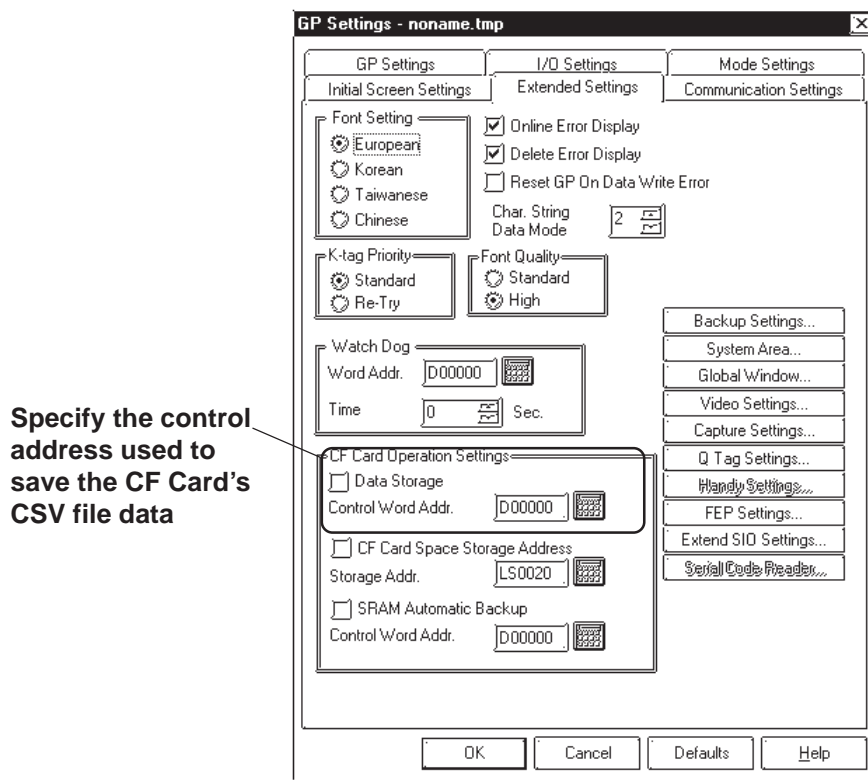 GP Settings - noname.tmp
GP Settings
I/O Settings
Mode Settings
Initial Screen Settings
Extended Settings
Communication Settings
Font Setting
European
Korean
Taiwanese
Chinese
Online Error Display
Delete Error Display
Reset GP On Data Write Error
Char. String
Data Mode
2
K-tag Priority
Standard
Re-Try
Font Quality
Standard
High
Watch Dog
Word Addr.
D00000
Time
0
Sec.
Specify the control
address used to
save the CF Card’s
CSV file data
CF Card Operation Settings
Data Storage
Control Word Addr.
D00000
CF Card Space Storage Address
Storage Addr.
LS0020
SRAM Automatic Backup
Control Word Addr.
D00000
Backup Settings...
System Area...
Global Window...
Video Settings...
Capture Settings...
Q Tag Settings...
Handy Settings...
FEP Settings...
Extend SIO Settings...
Serial Code Reader...
OK
Cancel
Defaults
Help